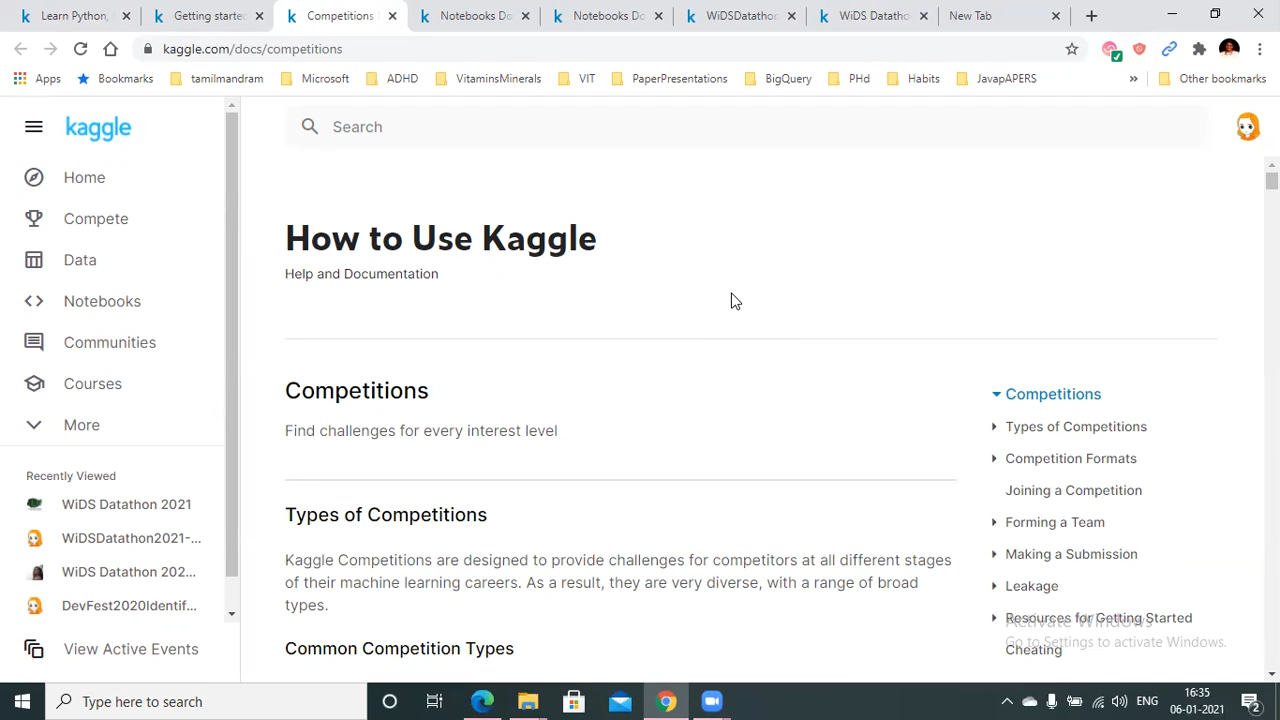 Learn Python,
Getting started
Competitions
Notebooks Do
Notebooks Do
WiDSDatathon
WiDS Datatho
New Tab
kaggle.com/docs/competitions
Apps
Bookmarks
tamilmandram
Microsoft
ADHD
VitaminsMinerals
VIT
PaperPresentations
BigQuery
PHd
Habits
JavapAPERS
»
Other bookmarks
kaggle
Search
Home
Compete
Data
Notebooks
Communities
Courses
More
Recently Viewed
WiDS Datathon 2021
WiDSDatathon2021-...
WiDS Datathon 202...
DevFest2020Identif...
View Active Events
How to Use Kaggle
Help and Documentation
Competitions
Find challenges for every interest level
Types of Competitions
Kaggle Competitions are designed to provide challenges for competitors at all different stages
of their machine learning careers. As a result, they are very diverse, with a range of broad
types.
Common Competition Types
Competitions
Types of Competitions
Competition Formats
Joining a Competition
Forming a Team
Making a Submission
Leakage
Resources for Getting Started
Cheating
Activate Windows
Go to Settings to activate Windows.
Type here to search
ENG
16:35
06-01-2021
2